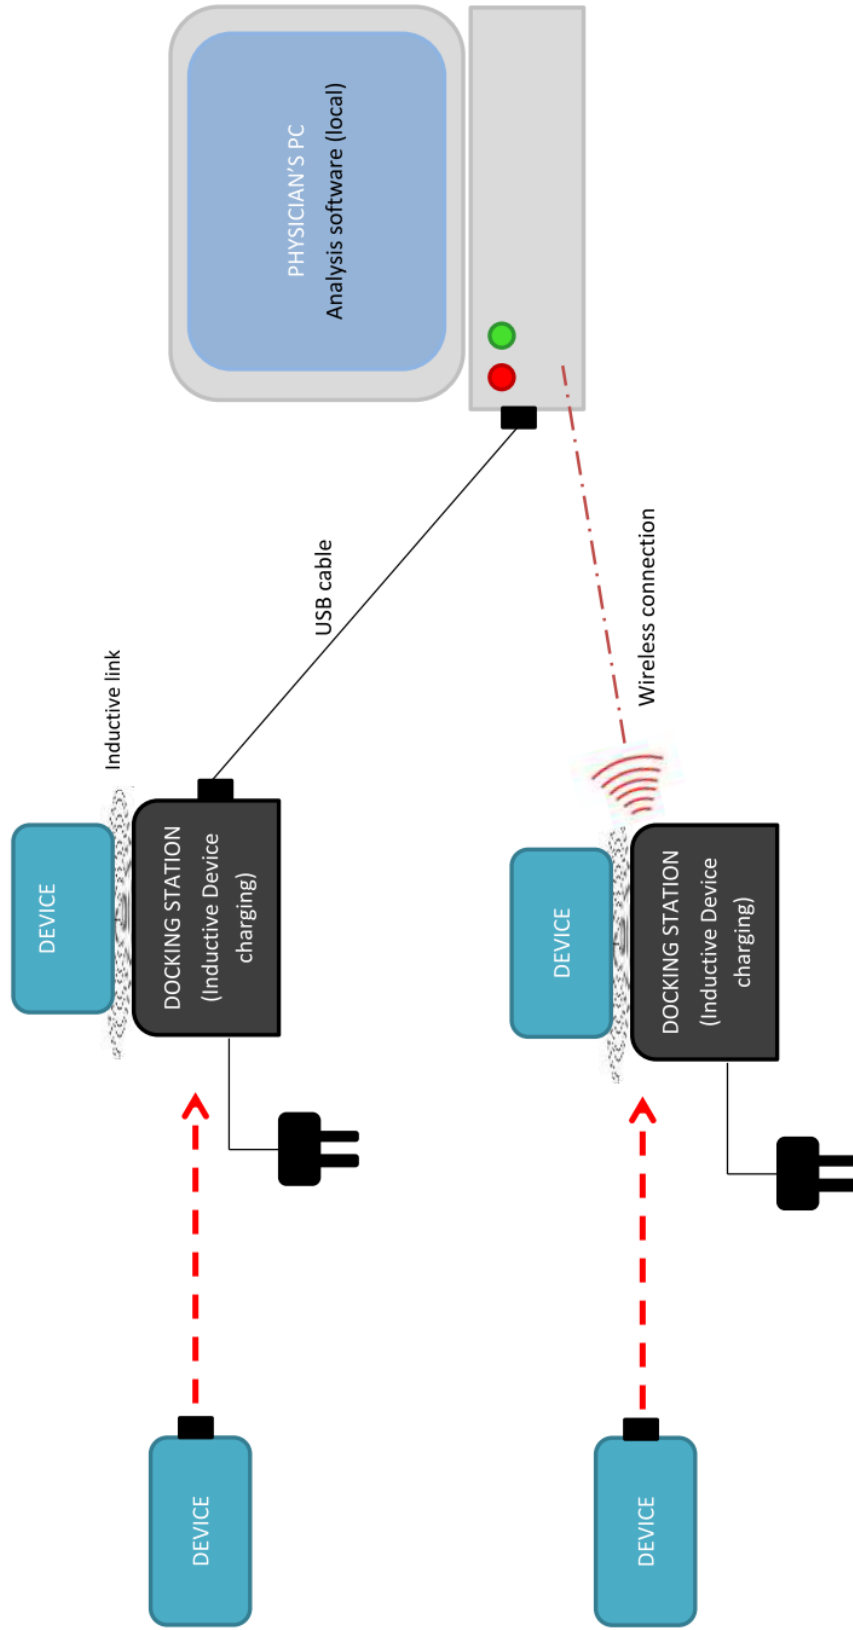 DEVICE
Inductive link
DOCKING STATION
(Inductive Device
charging)
USB cable
PHYSICIAN'S PC
Analysis software (local)
DEVICE
DEVICE
DOCKING STATION
(Inductive Device
charging)
Wireless connection
DEVICE